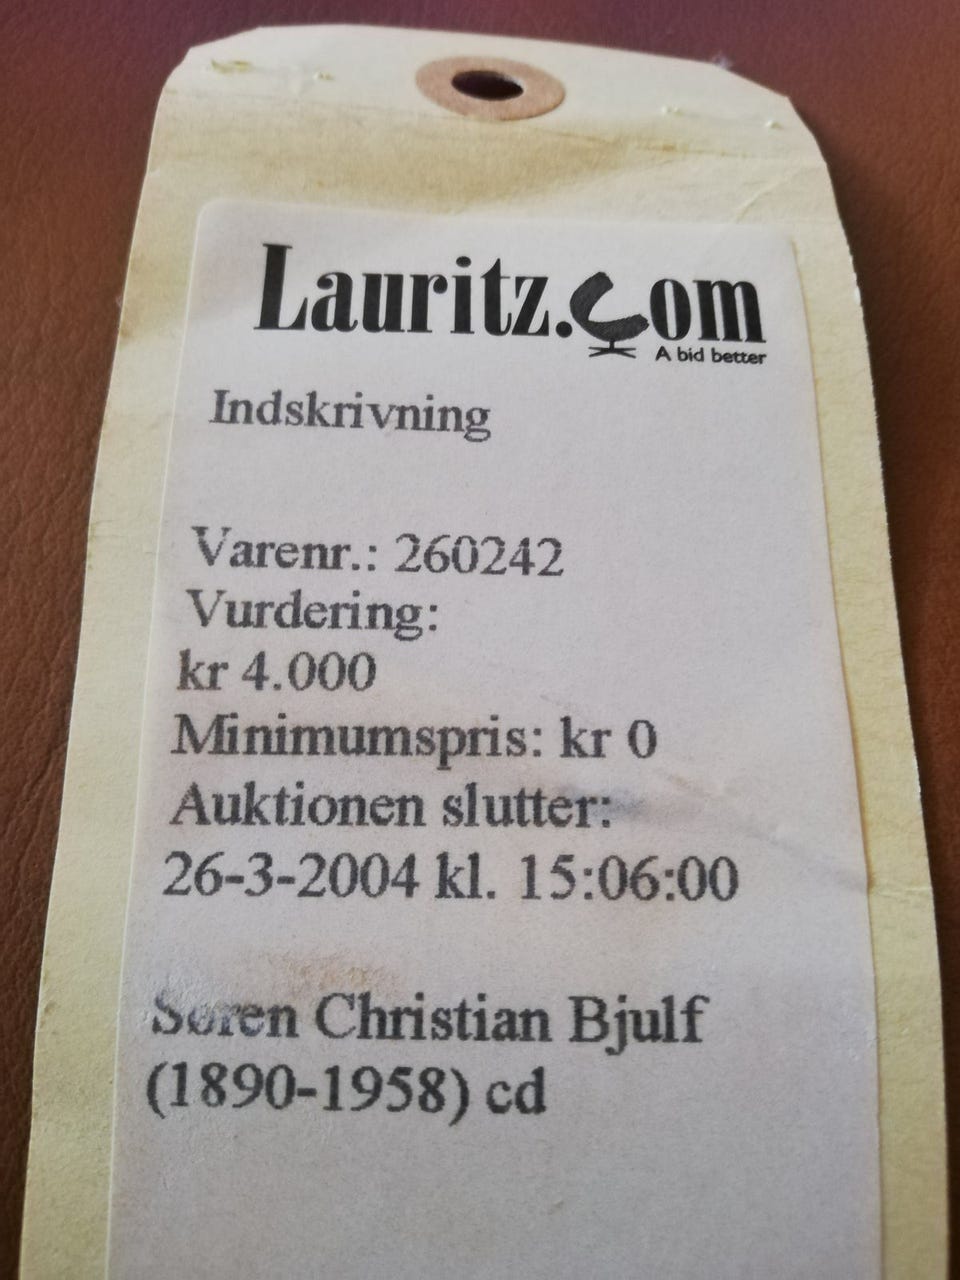 Lauritz.Com
A bid better
Indskrivning
Varenr.: 260242
Vurdering:
kr 4.000
Minimumspris: kr 0
Auktionen slutter:
26-3-2004 kl. 15:06:00
Søren Christian Bjulf
(1890-1958) cd